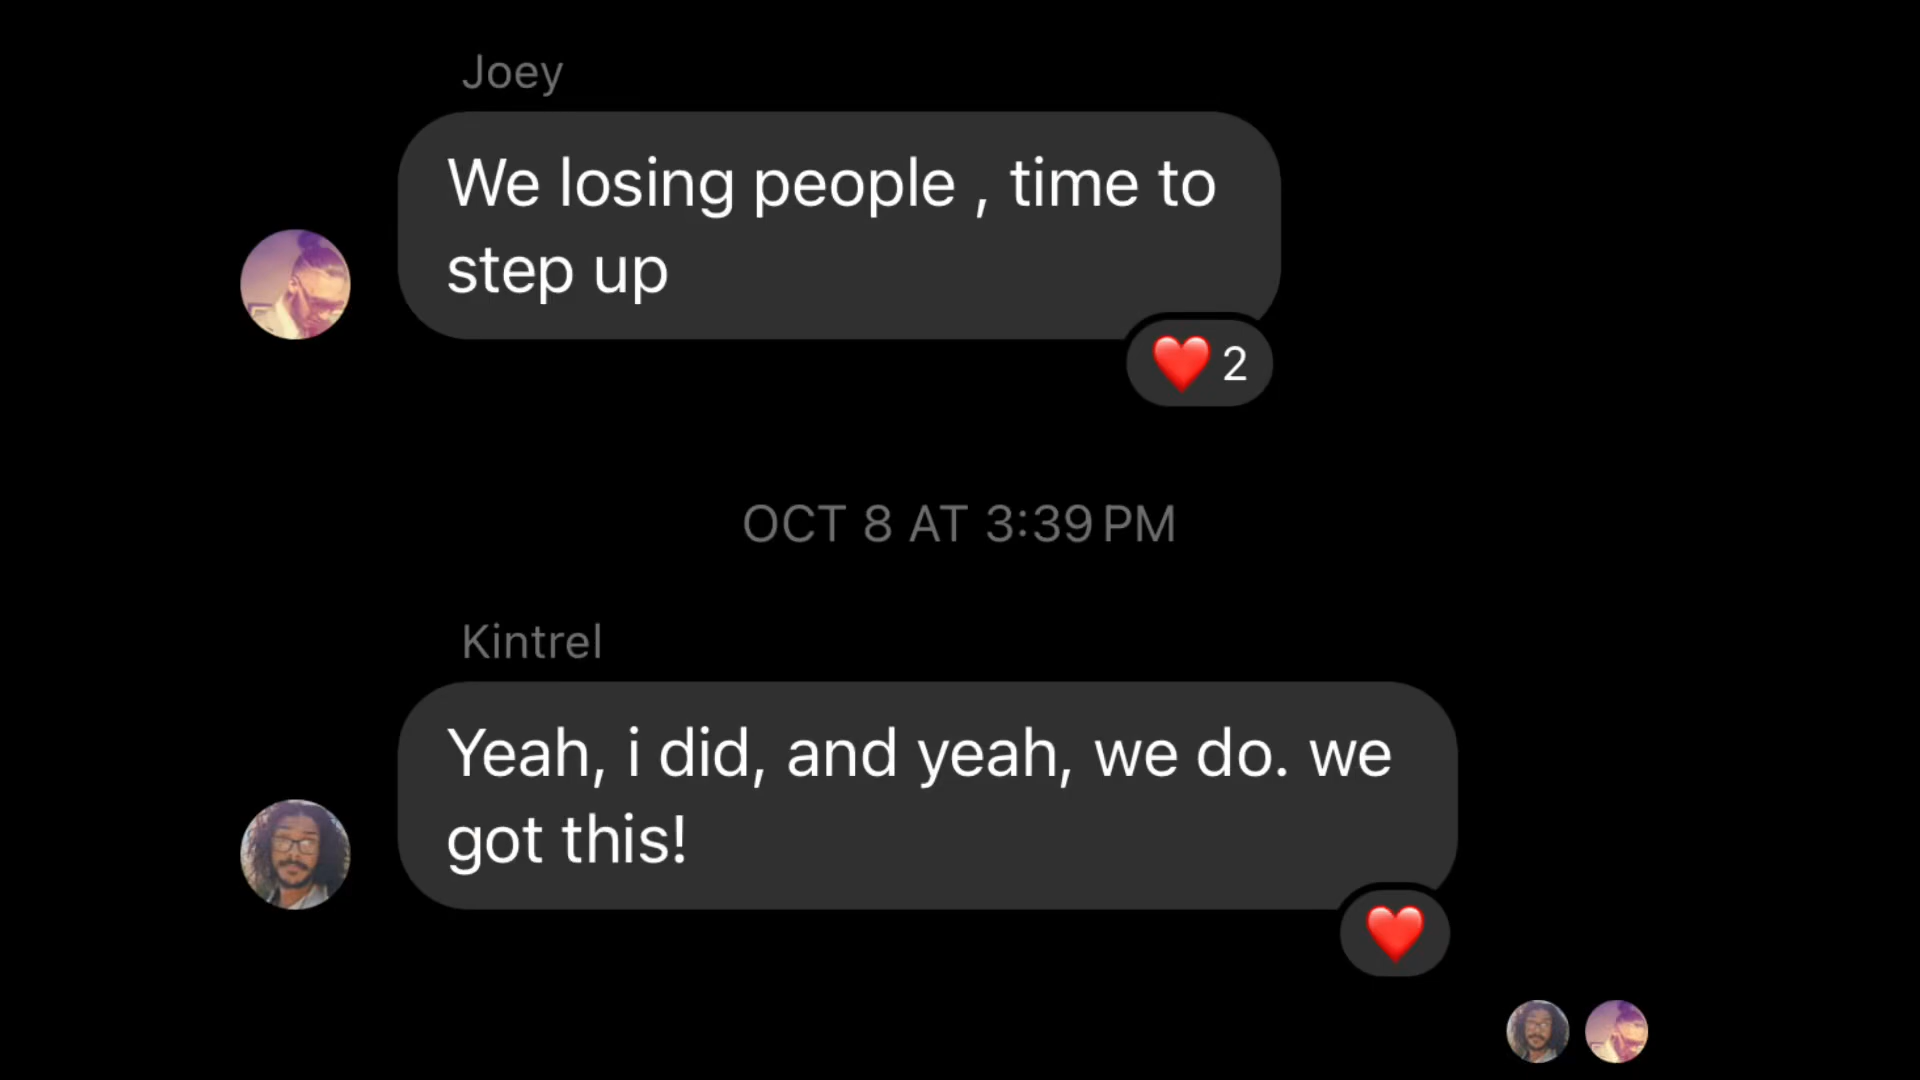 Joey
We losing people , time to
step up
❤️ 2
OCT 8 AT 3:39 PM
Kintrel
Yeah, i did, and yeah, we do. we
got this!
❤️